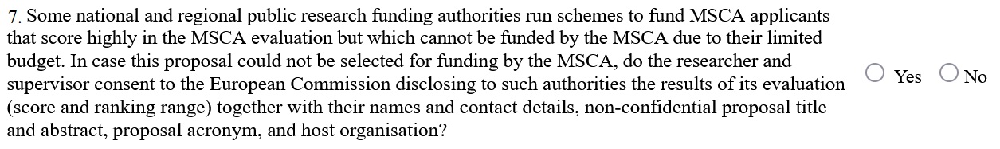 7. Some national and regional public research funding authorities run schemes to fund MSCA applicants
that score highly in the MSCA evaluation but which cannot be funded by the MSCA due to their limited
budget. In case this proposal could not be selected for funding by the MSCA, do the researcher and
supervisor consent to the European Commission disclosing to such authorities the results of its evaluation
(score and ranking range) together with their names and contact details, non-confidential proposal title
and abstract, proposal acronym, and host organisation?
Yes No